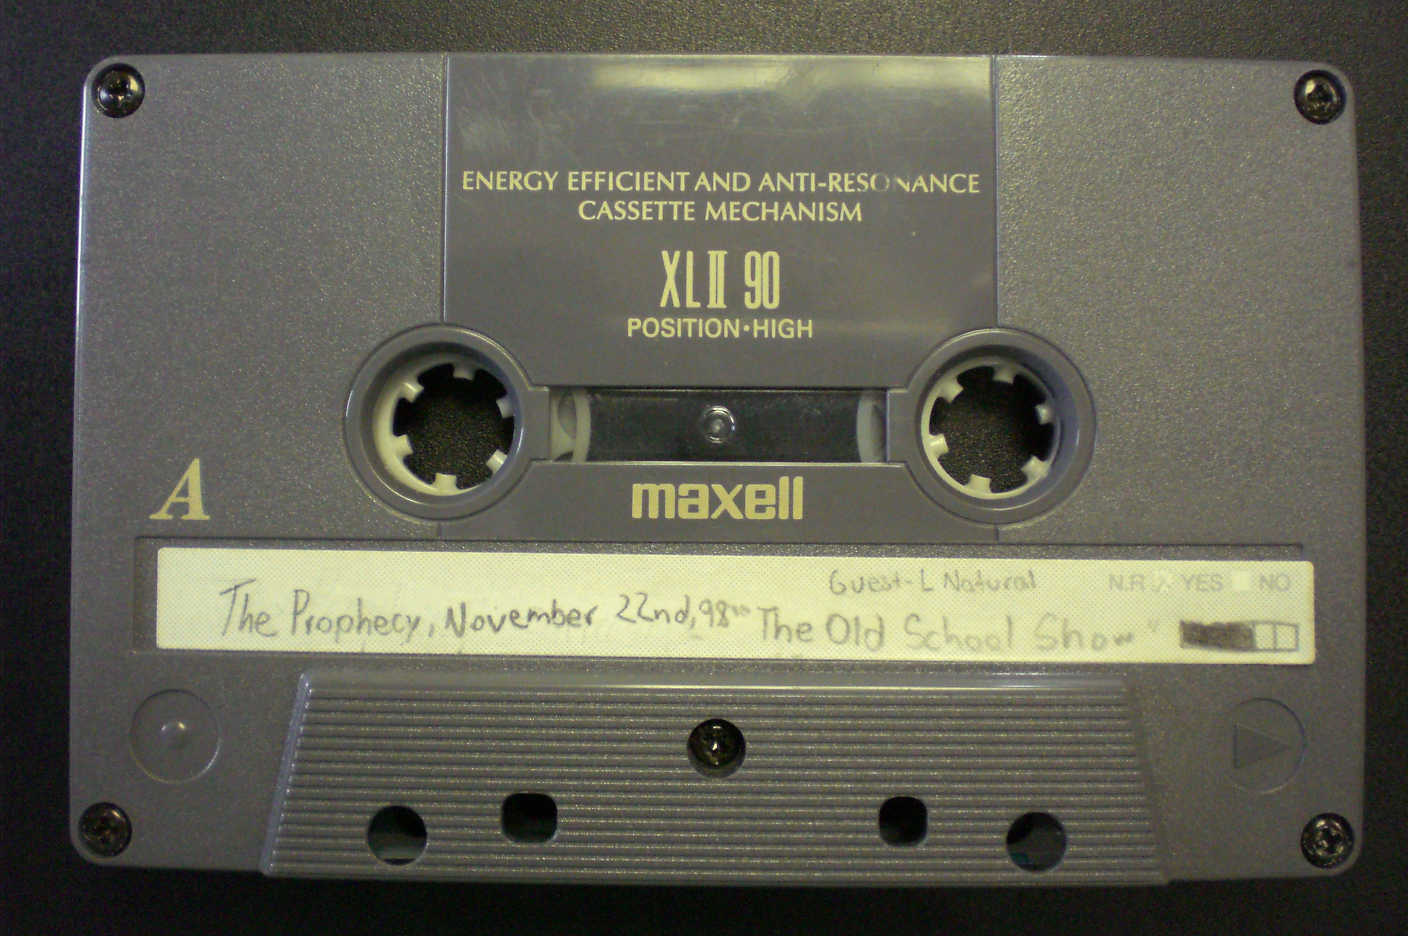 ENERGY EFFICIENT AND ANTI-RESONANCE
CASSETTE MECHANISM
XLII 90
POSITION·HIGH
maxell
A
Guest-L Natural N.R YES NO
The Prophecy, November 22nd, 98 "The Old School Show"